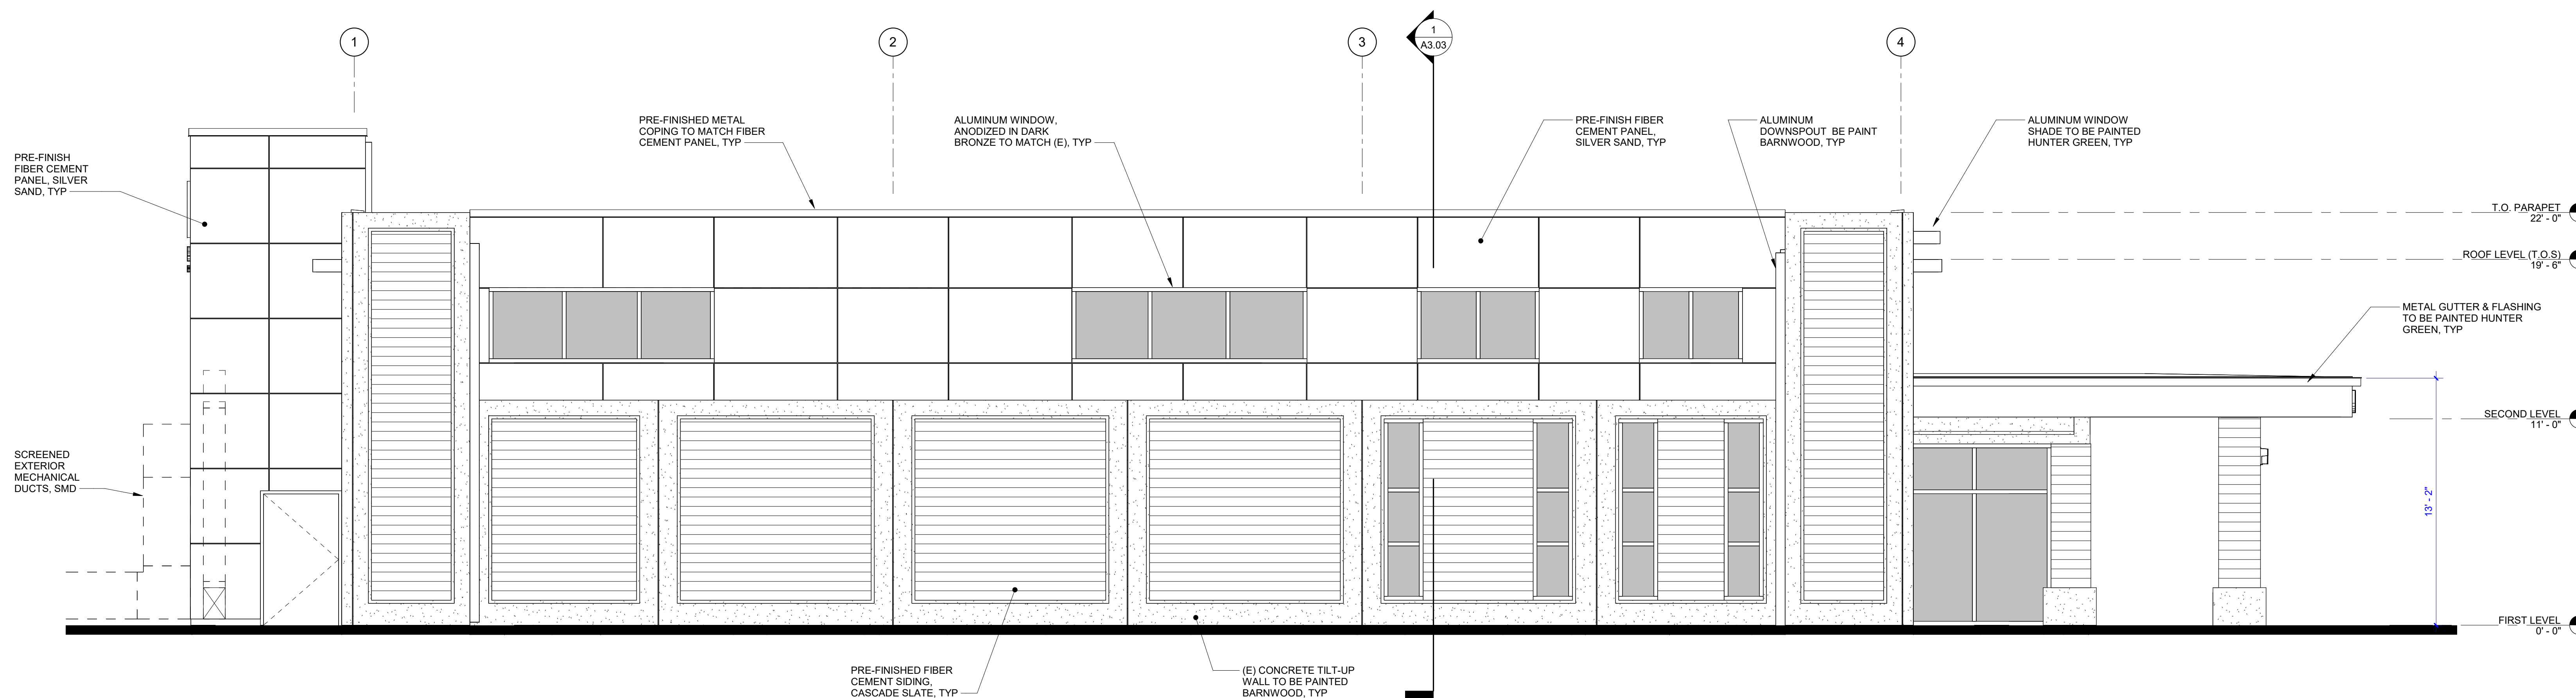 1
2
3
1
A3.03
4
PRE-FINISHED METAL
COPING TO MATCH FIBER
CEMENT PANEL, TYP
ALUMINUM WINDOW,
ANODIZED IN DARK
BRONZE TO MATCH (E), TYP
PRE-FINISH FIBER
CEMENT PANEL,
SILVER SAND, TYP
ALUMINUM
DOWNSPOUT BE PAINT
BARNWOOD, TYP
ALUMINUM WINDOW
SHADE TO BE PAINTED
HUNTER GREEN, TYP
PRE-FINISH
FIBER CEMENT
PANEL, SILVER
SAND, TYP
T.O. PARAPET
22' - 0"
ROOF LEVEL (T.O.S)
19' - 6"
METAL GUTTER & FLASHING
TO BE PAINTED HUNTER
GREEN, TYP
SECOND LEVEL
11' - 0"
SCREENED
EXTERIOR
MECHANICAL
DUCTS, SMD
13' - 2"
FIRST LEVEL
0' - 0"
PRE-FINISHED FIBER
CEMENT SIDING,
CASCADE SLATE, TYP
(E) CONCRETE TILT-UP
WALL TO BE PAINTED
BARNWOOD, TYP